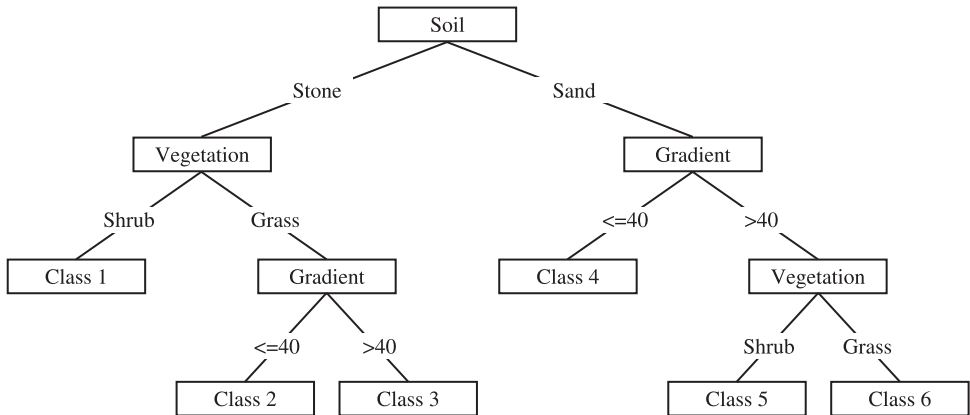 Soil
Stone Sand
Vegetation Gradient
Shrub Grass <=40 >40
Class 1 Gradient Class 4 Vegetation
<=40 >40 Shrub Grass
Class 2 Class 3 Class 5 Class 6